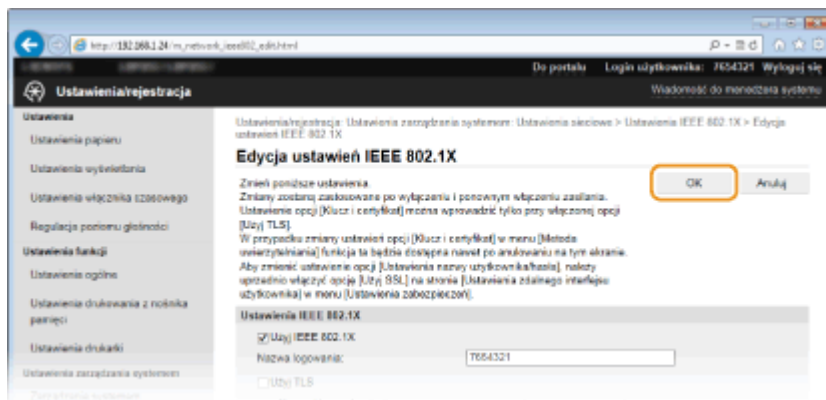 http://192.168.1.24/m_network_ieee802_edit.html
Do portalu Login użytkownika: 7654321 Wyloguj się
Ustawienia/rejestracja
Wiadomość do menedżera systemu
Ustawienia
Ustawienia papieru
Ustawienia wyświetlania
Ustawienia włącznika czasowego
Regulacja poziomu głośności
Ustawienia funkcji
Ustawienia ogólne
Ustawienia drukowania z nośnika
pamięci
Ustawienia drukarki
Ustawienia zarządzania systemem
Ustawienia/rejestracja: Ustawienia zarządzania systemem: Ustawienia sieciowe > Ustawienia IEEE 802.1X > Edycja
ustawień IEEE 802.1X
Edycja ustawień IEEE 802.1X
OK Anuluj
Zmień poniższe ustawienia.
Zmiany zostaną zastosowane po wyłączeniu i ponownym włączeniu zasilania.
Ustawienie opcji [Klucz i certyfikat] można wprowadzić tylko przy włączonej opcji
[Użyj TLS].
W przypadku zmiany ustawień opcji [Klucz i certyfikat] w menu [Metoda
uwierzytelniania] funkcja ta będzie dostępna nawet po anulowaniu na tym ekranie.
Aby zmienić ustawienie opcji [Ustawienia nazwy użytkownika/hasła], należy
uprzednio włączyć opcję [Użyj SSL] na stronie [Ustawienia zdalnego interfejsu
użytkownika] w menu [Ustawienia zabezpieczeń].
Ustawienia IEEE 802.1X
Użyj IEEE 802.1X
Nazwa logowania: 7654321
Użyj TLS